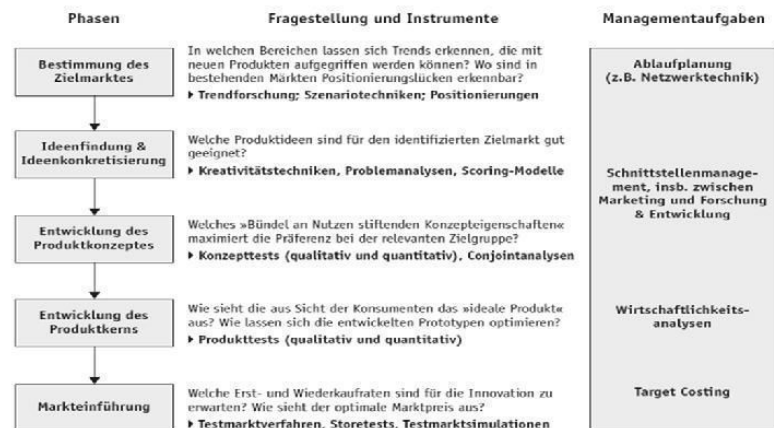 Phasen
Fragestellung und Instrumente
Managementaufgaben
Bestimmung des
Zielmarktes
In welchen Bereichen lassen sich Trends erkennen, die mit
neuen Produkten aufgegriffen werden können? Wo sind in
bestehenden Märkten Positionierungslücken erkennbar?
▶ Trendforschung; Szenariotechniken; Positionierungen
Ablaufplanung
(z.B. Netzwerktechnik)
Ideenfindung &
Ideenkonkretisierung
Welche Produktideen sind für den identifizierten Zielmarkt gut
geeignet?
▶ Kreativitätstechniken, Problemanalysen, Scoring-Modelle
Schnittstellenmanage-
ment, insb. zwischen
Marketing und Forschung
& Entwicklung
Entwicklung des
Produktkonzeptes
Welches »Bündel an Nutzen stiftenden Konzepteigenschaften«
maximiert die Präferenz bei der relevanten Zielgruppe?
▶ Konzepttests (qualitativ und quantitativ), Conjointanalysen
Entwicklung des
Produktkerns
Wie sieht die aus Sicht der Konsumenten das »ideale Produkt«
aus? Wie lassen sich die entwickelten Prototypen optimieren?
▶ Produkttests (qualitativ und quantitativ)
Wirtschaftlichkeits-
analysen
Markteinführung
Welche Erst- und Wiederkaufraten sind für die Innovation zu
erwarten? Wie sieht der optimale Marktpreis aus?
▶ Testmarktverfahren, Storetests, Testmarktsimulationen
Target Costing